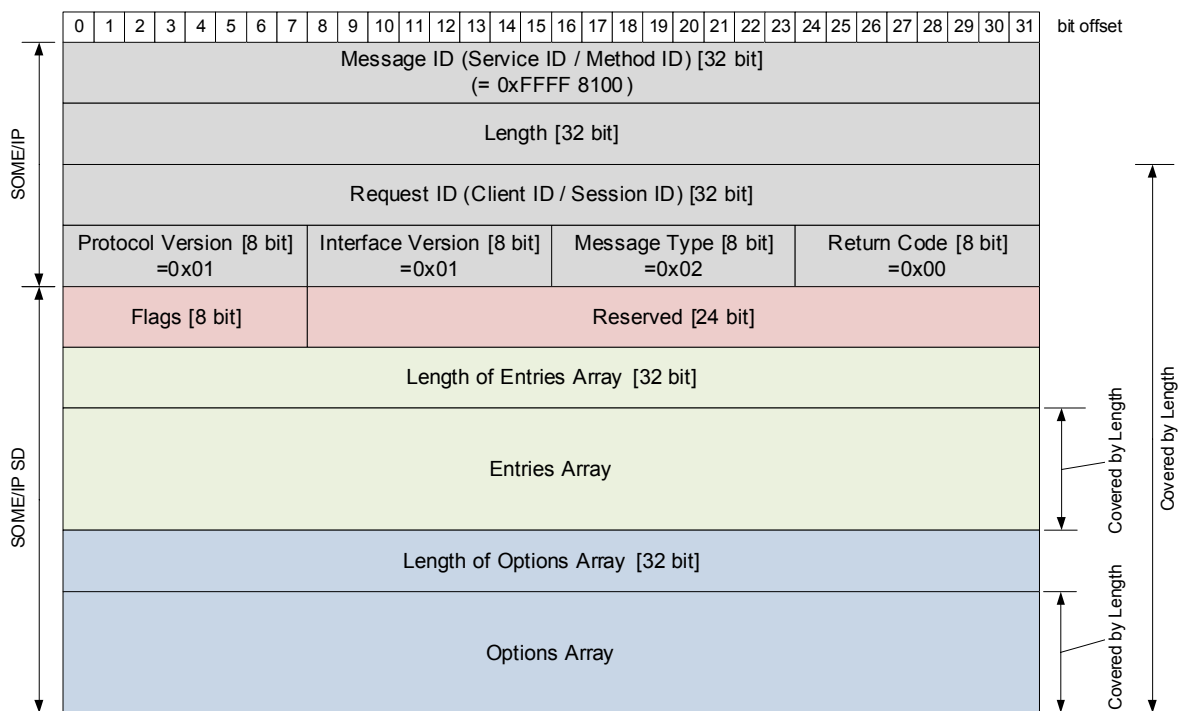 0 1 2 3 4 5 6 7 8 9 10 11 12 13 14 15 16 17 18 19 20 21 22 23 24 25 26 27 28 29 30 31 bit offset
SOME/IP
Message ID (Service ID / Method ID) [32 bit]
(= 0xFFFF 8100)
Length [32 bit]
Request ID (Client ID / Session ID) [32 bit]
Protocol Version [8 bit]
=0x01
Interface Version [8 bit]
=0x01
Message Type [8 bit]
=0x02
Return Code [8 bit]
=0x00
SOME/IP SD
Flags [8 bit]
Reserved [24 bit]
Length of Entries Array [32 bit]
Entries Array
Covered by Length
Length of Options Array [32 bit]
Options Array
Covered by Length
Covered by Length